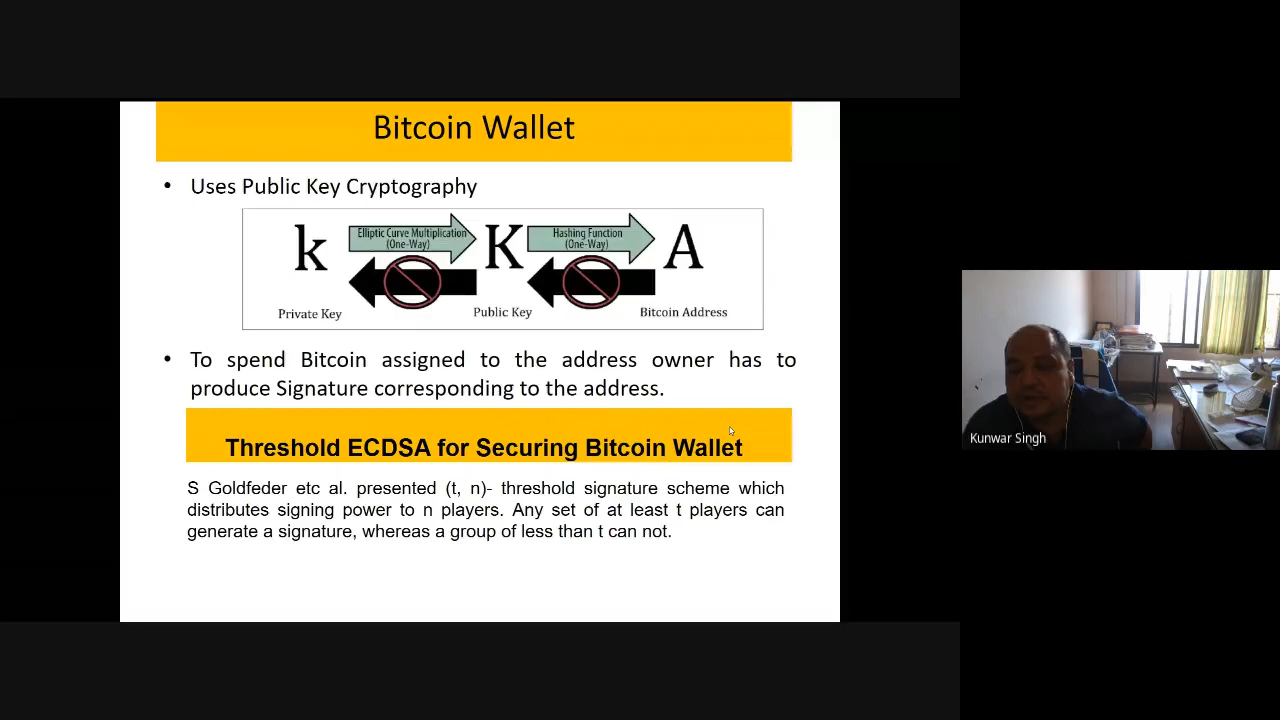 Bitcoin Wallet
• Uses Public Key Cryptography
k Elliptic Curve Multiplication K Hashing Function A
(One-Way) (One-Way)
Private Key Public Key Bitcoin Address
• To spend Bitcoin assigned to the address owner has to
produce Signature corresponding to the address.
Threshold ECDSA for Securing Bitcoin Wallet
S Goldfeder etc al. presented (t, n)- threshold signature scheme which
distributes signing power to n players. Any set of at least t players can
generate a signature, whereas a group of less than t can not.
Kunwar Singh